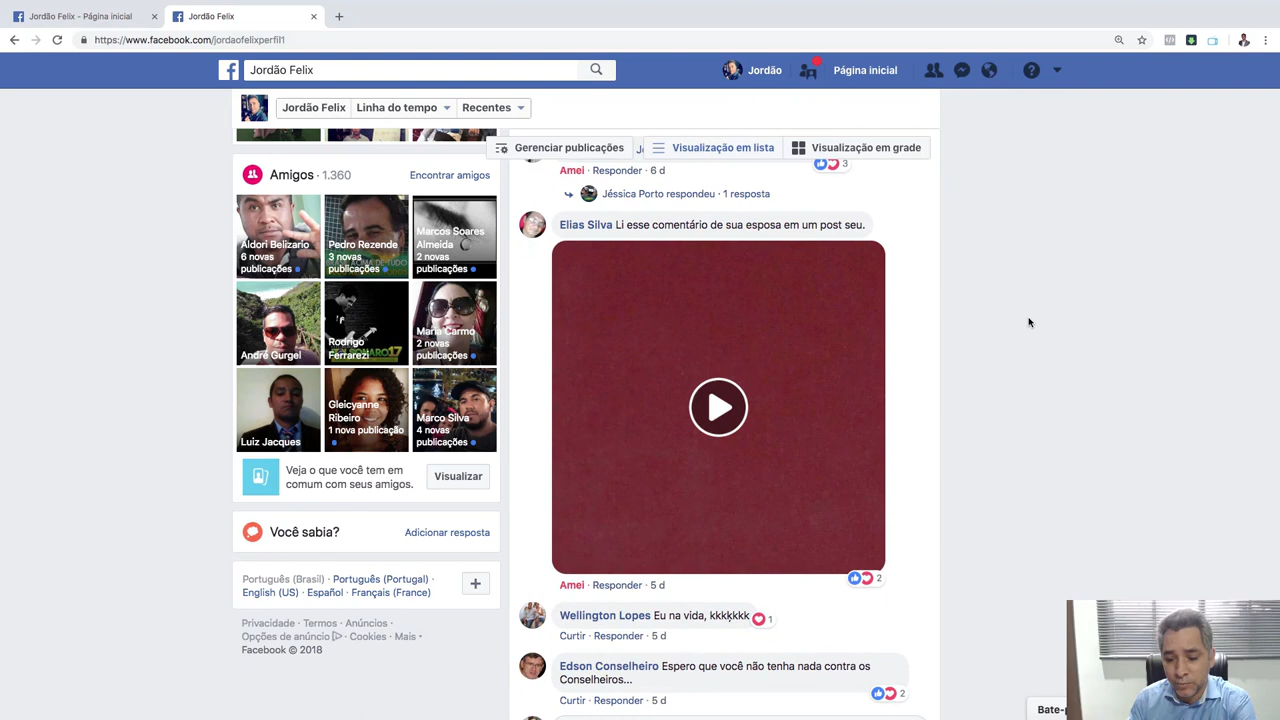 Jordão Felix - Página inicial
Jordão Felix
https://www.facebook.com/jordaofelixperfil1
Jordão Felix
Jordão
Página inicial
Jordão Felix
Linha do tempo
Recentes
Gerenciar publicações
Visualização em lista
Visualização em grade
Amigos · 1.360
Encontrar amigos
Aldori Belizario
6 novas
publicações
Pedro Rezende
3 novas
publicações
Marcos Soares
Almeida
2 novas
publicações
André Gurgel
Rodrigo
Ferrarezi
Maria Carmo
2 novas
publicações
Luiz Jacques
Gleicyanne
Ribeiro
1 nova publicação
Marco Silva
4 novas
publicações
Veja o que você tem em
comum com seus amigos.
Visualizar
Você sabia?
Adicionar resposta
Português (Brasil) · Português (Portugal) ·
English (US) · Español · Français (France)
Privacidade · Termos · Anúncios ·
Opções de anúncio · Cookies · Mais
Facebook © 2018
Amei · Responder · 6 d
3
Jéssica Porto respondeu · 1 resposta
Elias Silva Li esse comentário de sua esposa em um post seu.
2
Amei · Responder · 5 d
Wellington Lopes Eu na vida, kkkkkkk
1
Curtir · Responder · 5 d
Edson Conselheiro Espero que você não tenha nada contra os
Conselheiros...
2
Curtir · Responder · 5 d